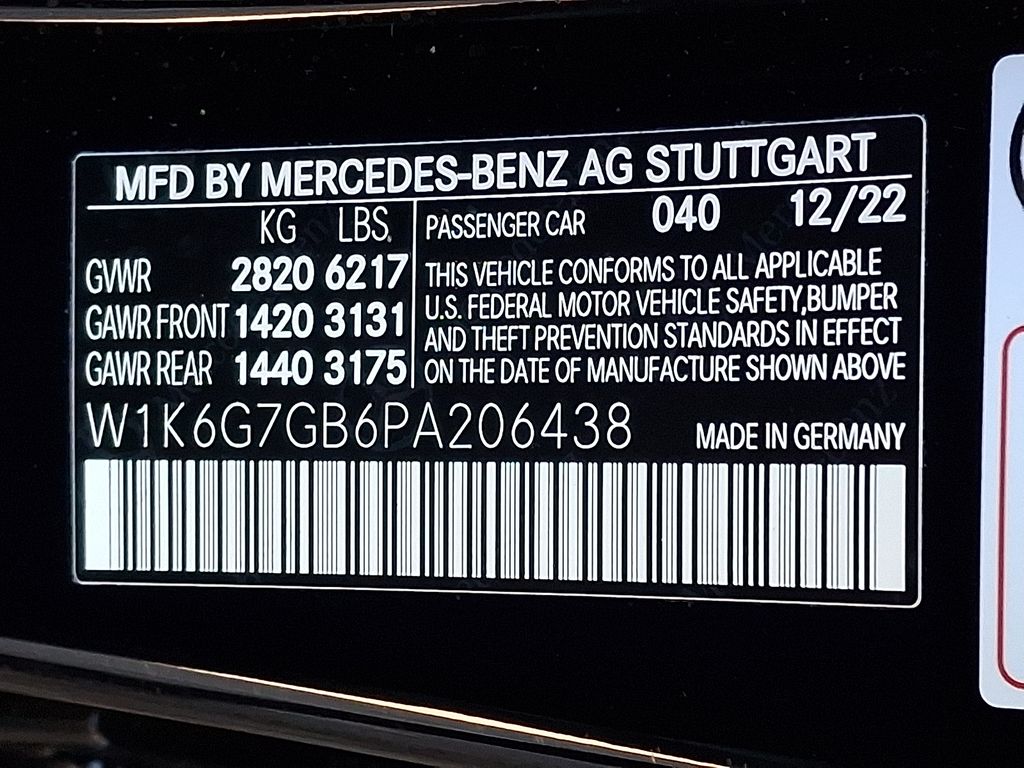 MFD BY MERCEDES-BENZ AG STUTTGART
KG LBS.
GVWR 2820 6217
GAWR FRONT 1420 3131
GAWR REAR 1440 3175
PASSENGER CAR 040 12/22
THIS VEHICLE CONFORMS TO ALL APPLICABLE
U.S. FEDERAL MOTOR VEHICLE SAFETY,BUMPER
AND THEFT PREVENTION STANDARDS IN EFFECT
ON THE DATE OF MANUFACTURE SHOWN ABOVE
W1K6G7GB6PA206438 MADE IN GERMANY